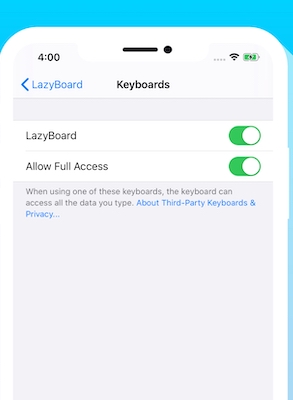 4:00
LazyBoard Keyboards
LazyBoard
Allow Full Access
When using one of these keyboards, the keyboard can
access all the data you type. About Third-Party Keyboards &
Privacy...